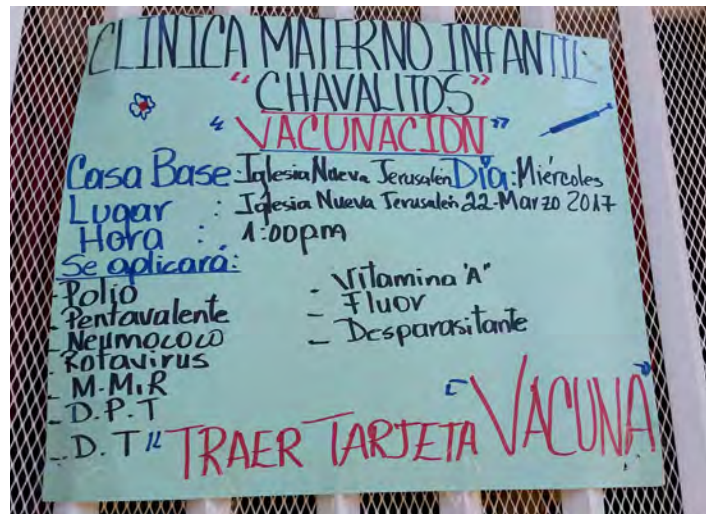 CLINICA MATERNO INFANTIL
"CHAVALITOS"
"VACUNACION"
Casa Base: Iglesia Nueva Jerusalén Día: Miércoles
Lugar : Iglesia Nueva Jerusalén 22-Marzo 2017
Hora : 1:00pm
Se aplicará:
- Polio
- Pentavalente
- Neumococo
- Rotavirus
- M.M.R
- D.P.T
- D.T
- Vitamina "A"
- Fluor
- Desparasitante
"TRAER TARJETA VACUNA"